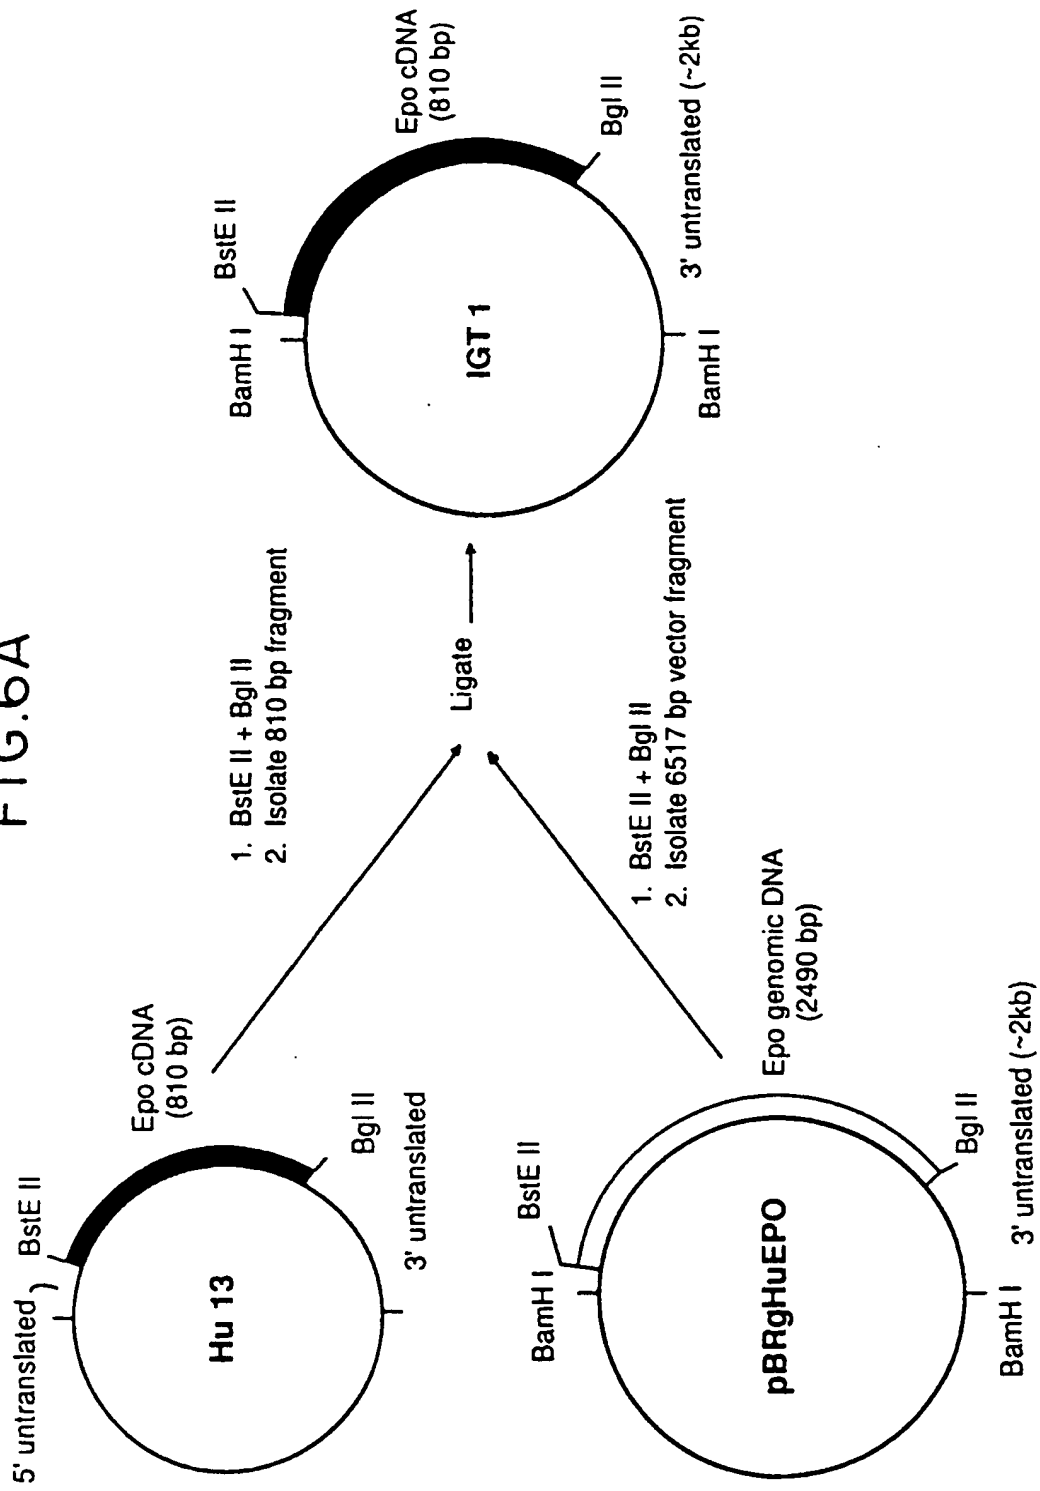 FIG.6A
5' untranslated
BstE II
Epo cDNA
(810 bp)
Hu 13
Bgl II
3' untranslated
1. BstE II + Bgl II
2. Isolate 810 bp fragment
BamH I
BstE II
Epo genomic DNA
(2490 bp)
pBRgHuEPO
Bgl II
BamH I
3' untranslated (~2kb)
1. BstE II + Bgl II
2. Isolate 6517 bp vector fragment
Ligate
BamH I
BstE II
Epo cDNA
(810 bp)
IGT 1
Bgl II
BamH I
3' untranslated (~2kb)